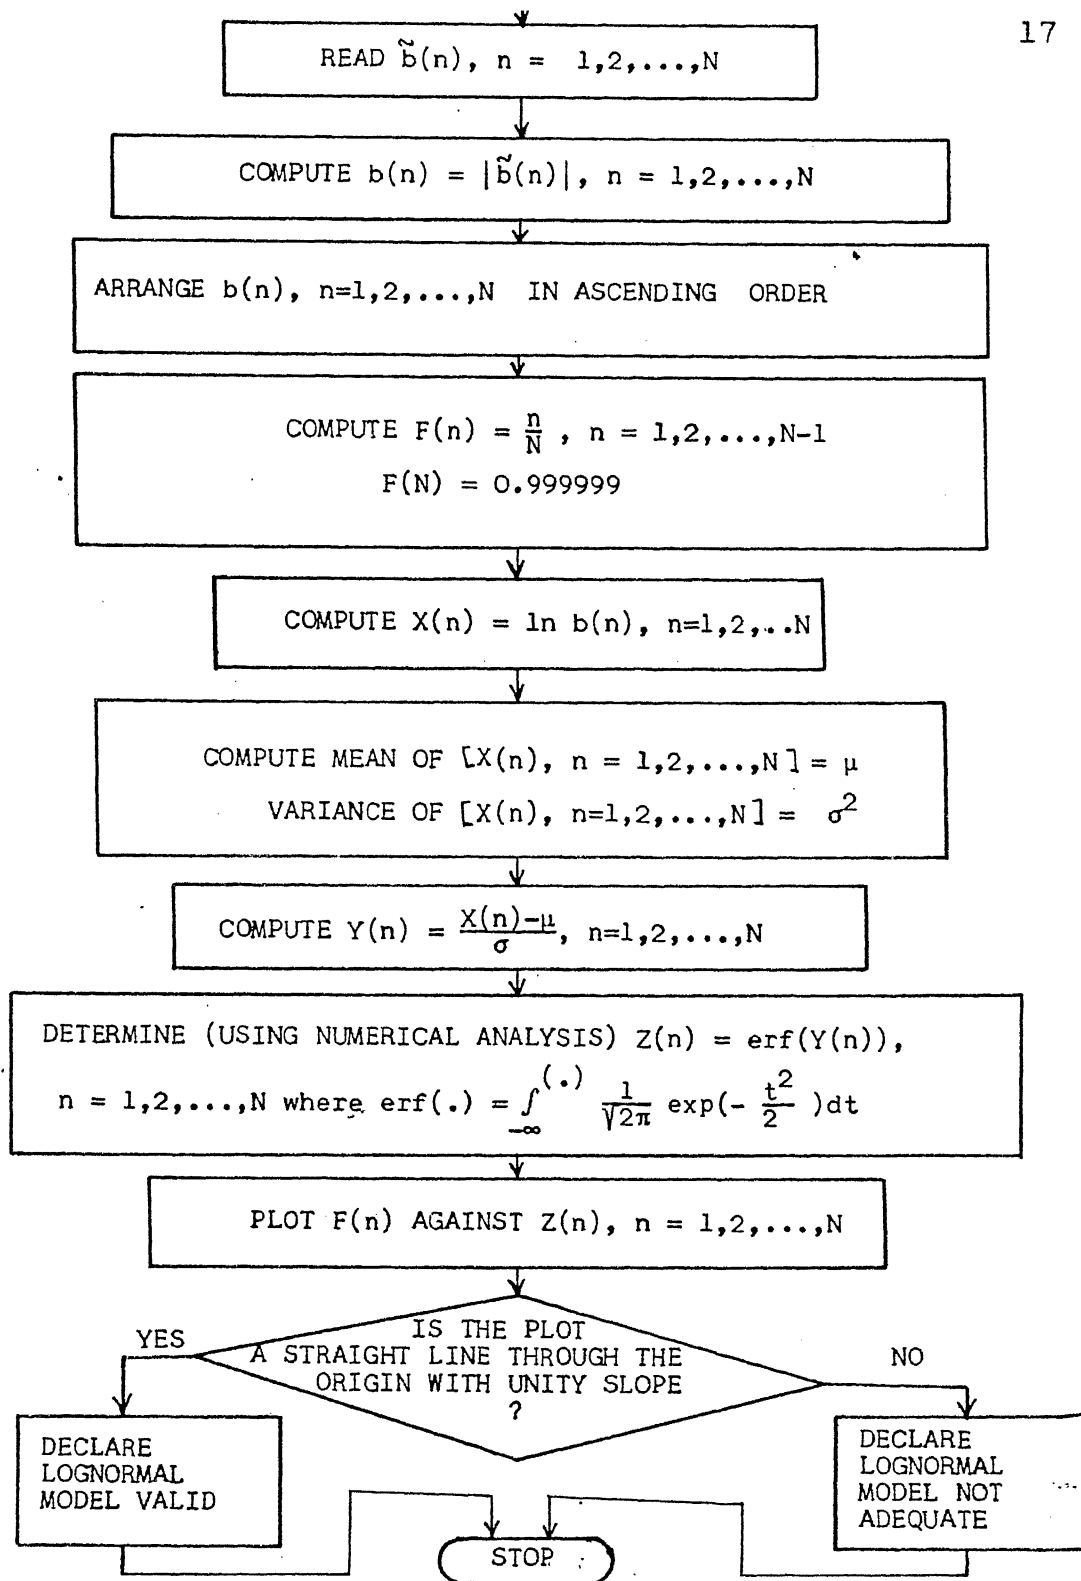 17
READ b̃(n), n = 1,2,...,N
COMPUTE b(n) = |b̃(n)|, n = 1,2,...,N
ARRANGE b(n), n=1,2,...,N IN ASCENDING ORDER
COMPUTE F(n) = n/N , n = 1,2,...,N-1
F(N) = 0.999999
COMPUTE X(n) = ln b(n), n=1,2,..N
COMPUTE MEAN OF [X(n), n = 1,2,...,N] = μ
VARIANCE OF [X(n), n=1,2,...,N] = σ²
COMPUTE Y(n) = X(n)-μ/σ, n=1,2,...,N
DETERMINE (USING NUMERICAL ANALYSIS) Z(n) = erf(Y(n)),
n = 1,2,...,N where erf(.) = ∫_{-∞}^{(.)} 1/√2π exp(- t²/2 )dt
PLOT F(n) AGAINST Z(n), n = 1,2,...,N
IS THE PLOT
A STRAIGHT LINE THROUGH THE
ORIGIN WITH UNITY SLOPE
?
YES
NO
DECLARE
LOGNORMAL
MODEL VALID
DECLARE
LOGNORMAL
MODEL NOT
ADEQUATE
STOP